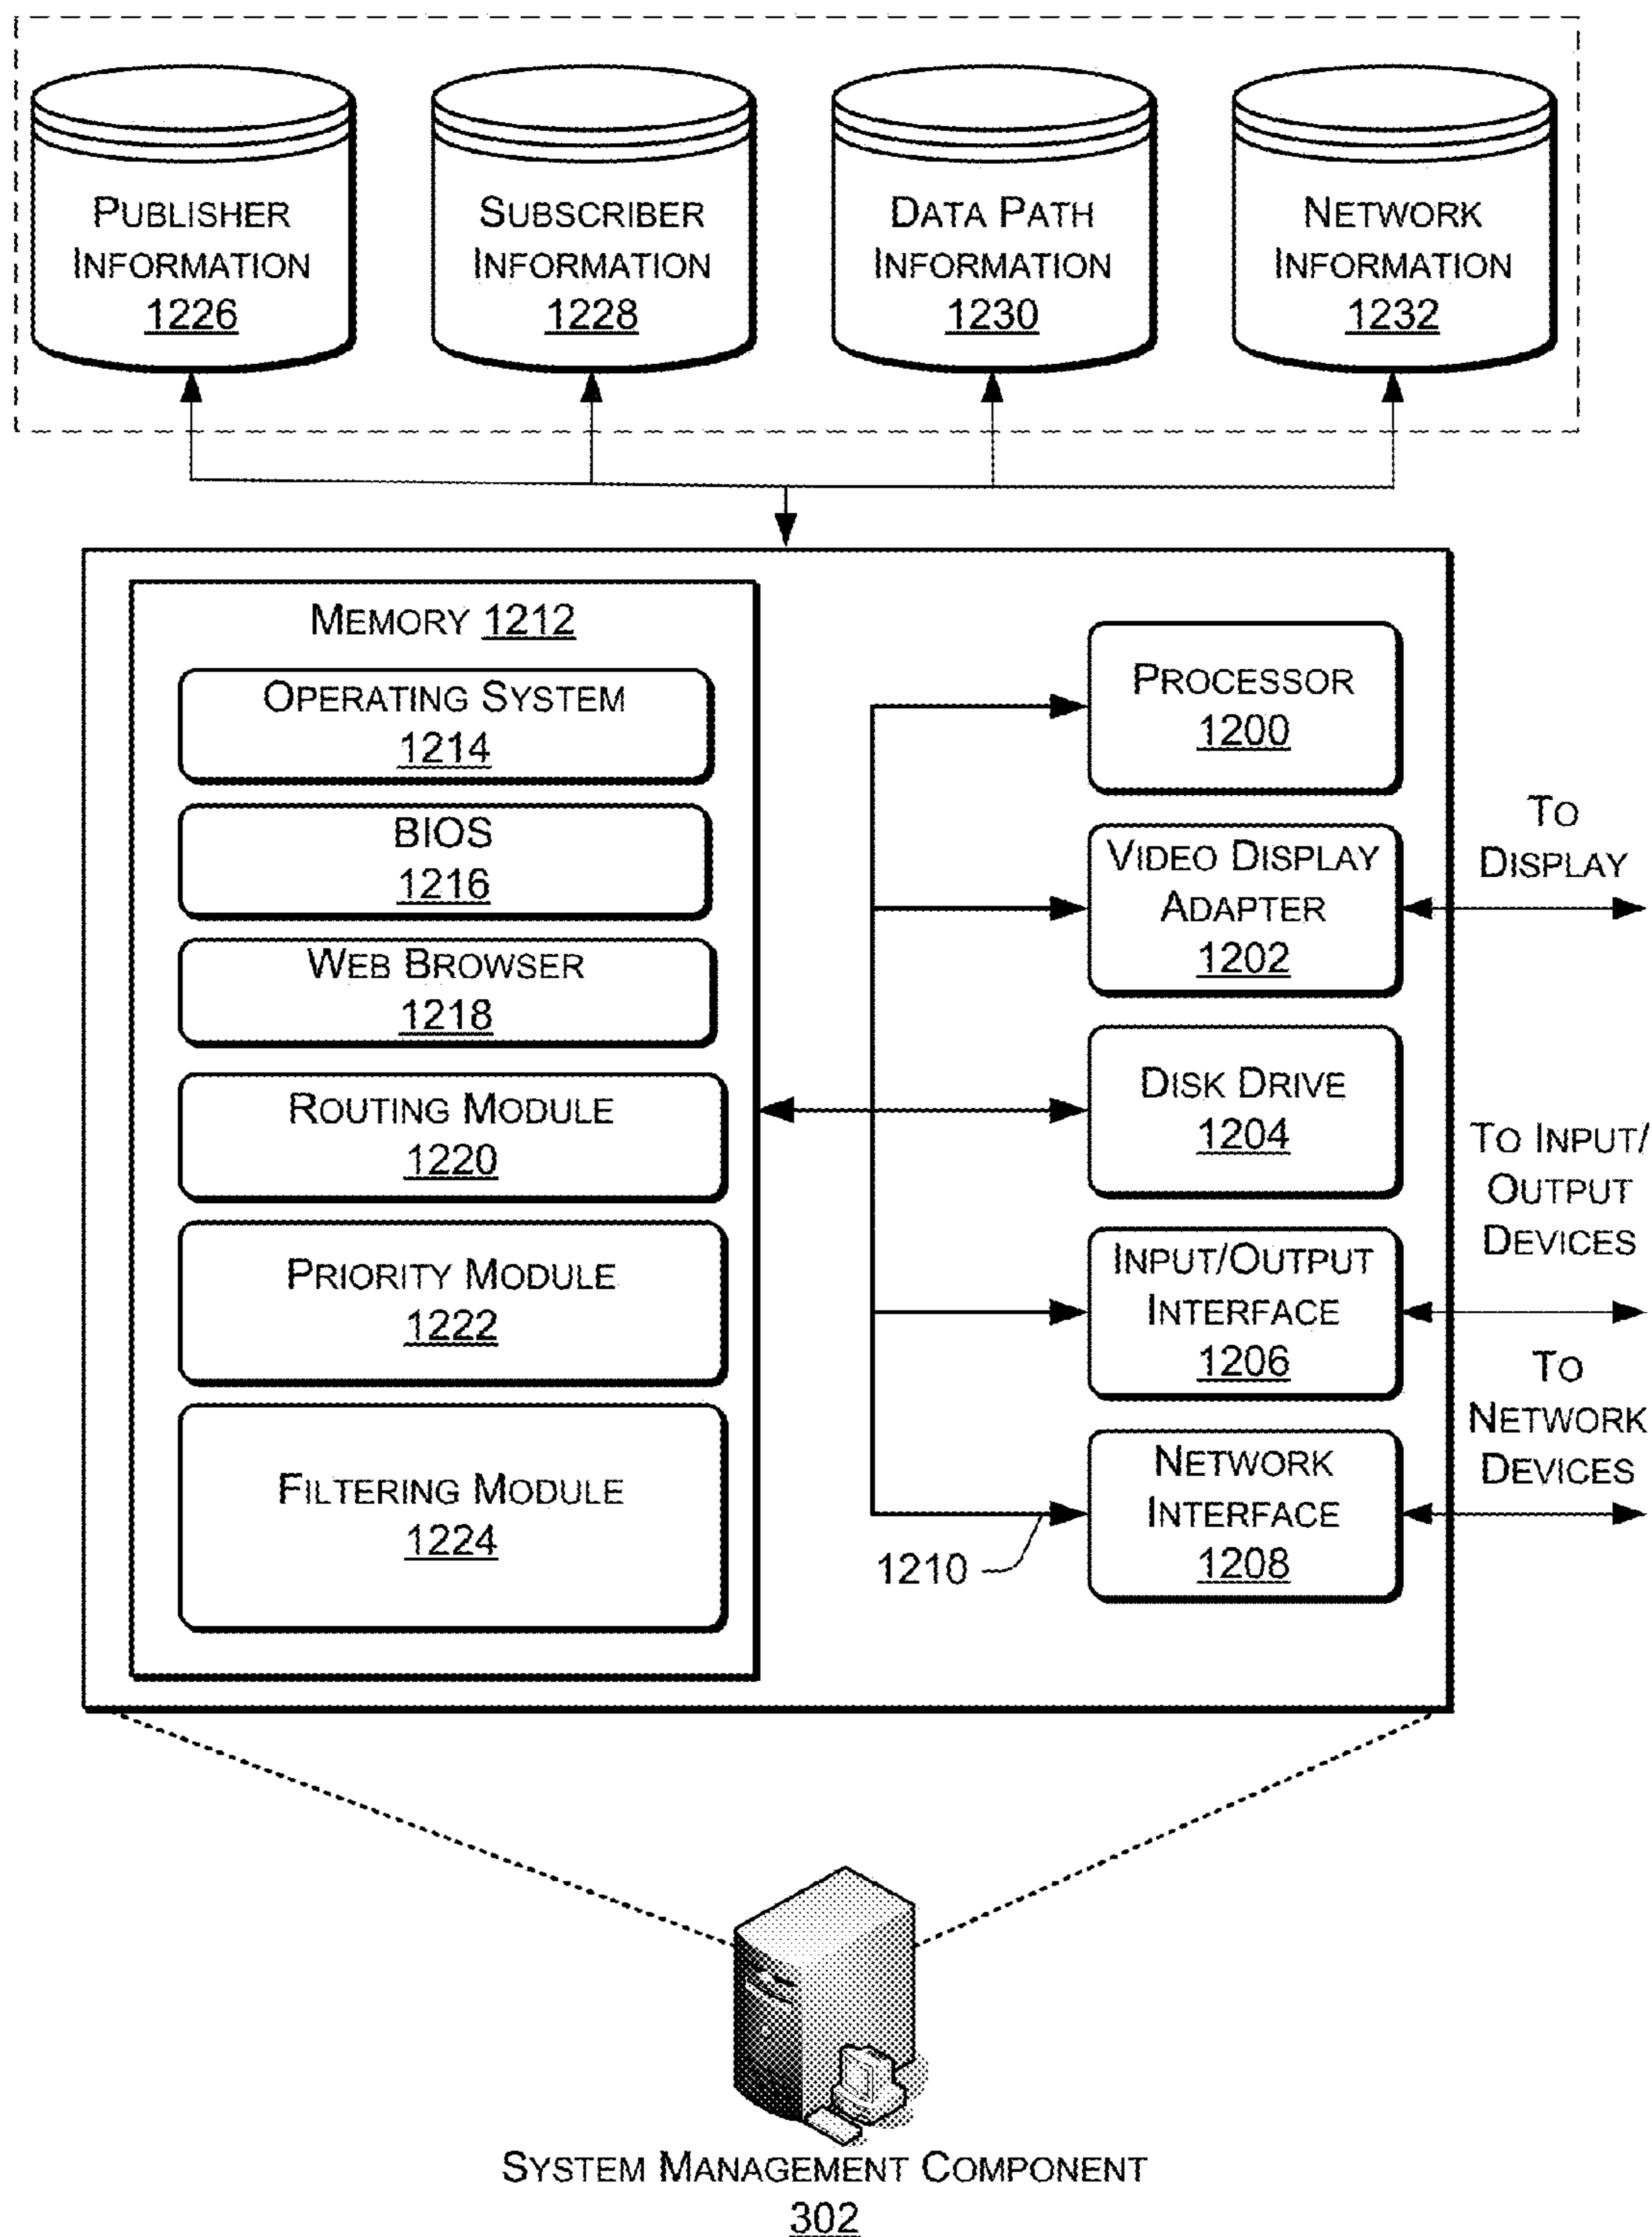 PUBLISHER
INFORMATION
1226
SUBSCRIBER
INFORMATION
1228
DATA PATH
INFORMATION
1230
NETWORK
INFORMATION
1232
MEMORY 1212
OPERATING SYSTEM
1214
BIOS
1216
WEB BROWSER
1218
ROUTING MODULE
1220
PRIORITY MODULE
1222
FILTERING MODULE
1224
PROCESSOR
1200
VIDEO DISPLAY
ADAPTER
1202
DISK DRIVE
1204
INPUT/OUTPUT
INTERFACE
1206
NETWORK
INTERFACE
1208
1210
TO
DISPLAY
TO INPUT/
OUTPUT
DEVICES
TO
NETWORK
DEVICES
SYSTEM MANAGEMENT COMPONENT
302